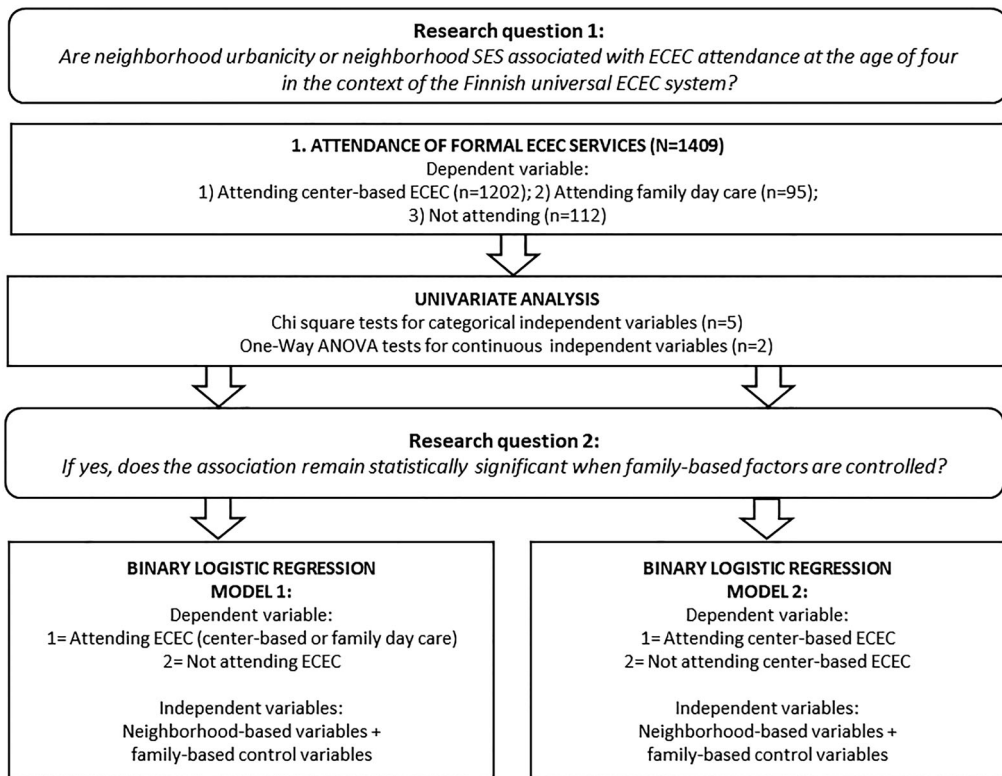 Research question 1:
Are neighborhood urbanicity or neighborhood SES associated with ECEC attendance at the age of four
in the context of the Finnish universal ECEC system?
1. ATTENDANCE OF FORMAL ECEC SERVICES (N=1409)
Dependent variable:
1) Attending center-based ECEC (n=1202); 2) Attending family day care (n=95);
3) Not attending (n=112)
UNIVARIATE ANALYSIS
Chi square tests for categorical independent variables (n=5)
One-Way ANOVA tests for continuous independent variables (n=2)
Research question 2:
If yes, does the association remain statistically significant when family-based factors are controlled?
BINARY LOGISTIC REGRESSION
MODEL 1:
Dependent variable:
1= Attending ECEC (center-based or family day care)
2= Not attending ECEC
Independent variables:
Neighborhood-based variables +
family-based control variables
BINARY LOGISTIC REGRESSION
MODEL 2:
Dependent variable:
1= Attending center-based ECEC
2= Not attending center-based ECEC
Independent variables:
Neighborhood-based variables +
family-based control variables